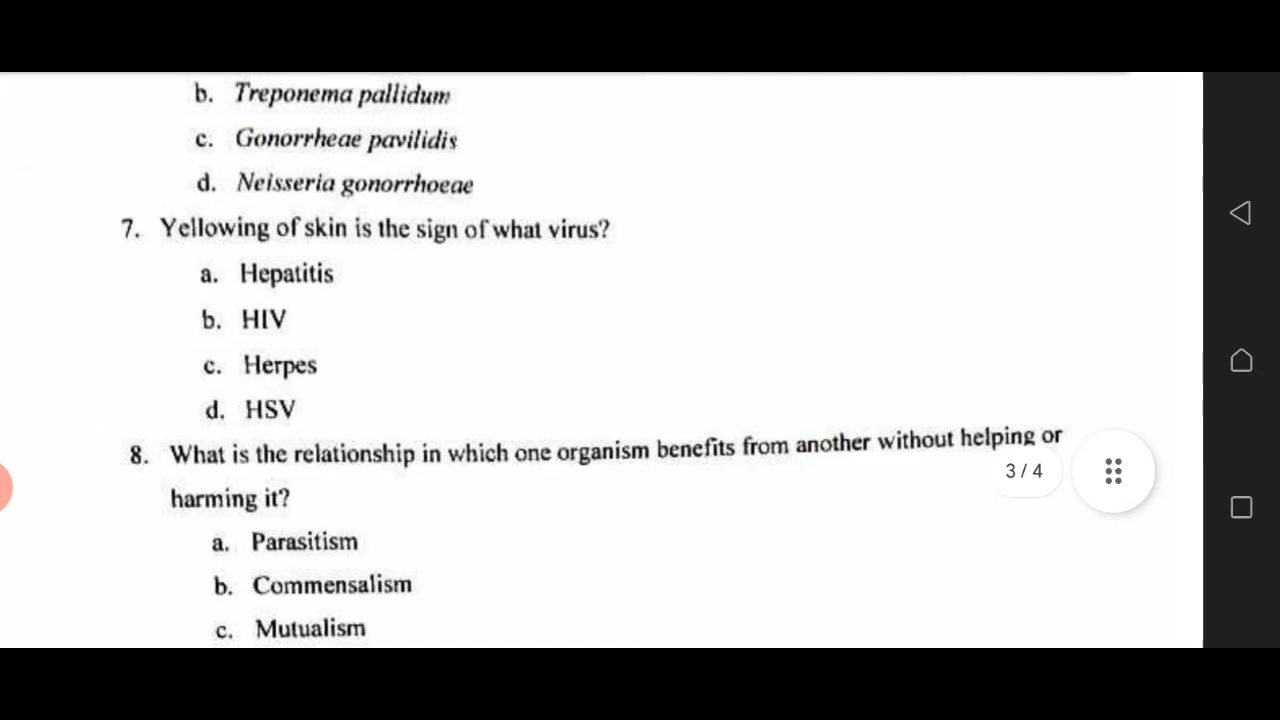 b. Treponema pallidum
c. Gonorrheae pavilidis
d. Neisseria gonorrhoeae
7. Yellowing of skin is the sign of what virus?
a. Hepatitis
b. HIV
c. Herpes
d. HSV
8. What is the relationship in which one organism benefits from another without helping or
harming it?
3 / 4
a. Parasitism
b. Commensalism
c. Mutualism